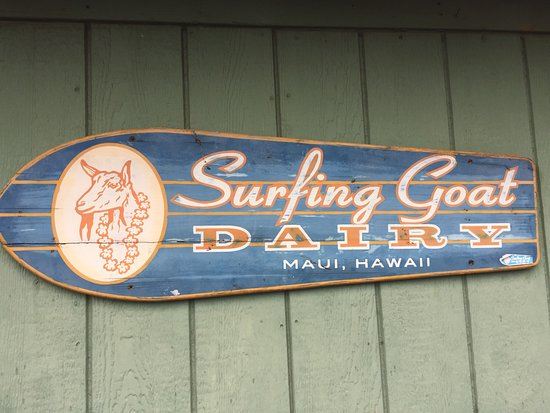 Surfing Goat
DAIRY
MAUI, HAWAII